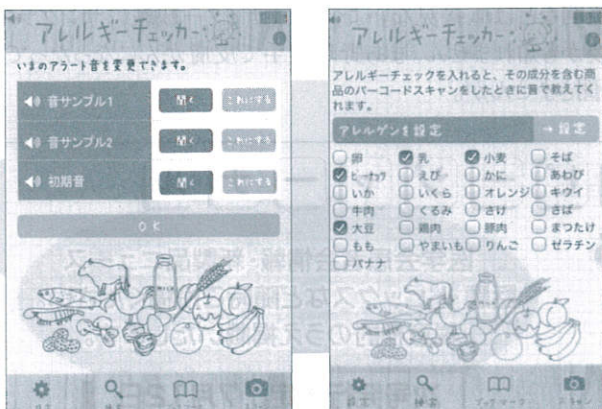 アレルギーチェッカー
いまのアラート音を変更できます。
音サンプル1 聞く これにする
音サンプル2 聞く これにする
初期音 聞く これにする
OK
MILK
アレルギーチェッカー
アレルギーチェックを入れると、その成分を含む商
品のバーコードスキャンをしたときに音で教えてく
れます。
アレルゲンを設定 →設定
卵 乳 小麦 そば
ピーナッツ えび かに あわび
いか いくら オレンジ キウイ
牛肉 くるみ さけ さば
大豆 鶏肉 豚肉 まつたけ
もも やまいも りんご ゼラチン
バナナ
MILK
設定 検索 ブックマーク スキャン